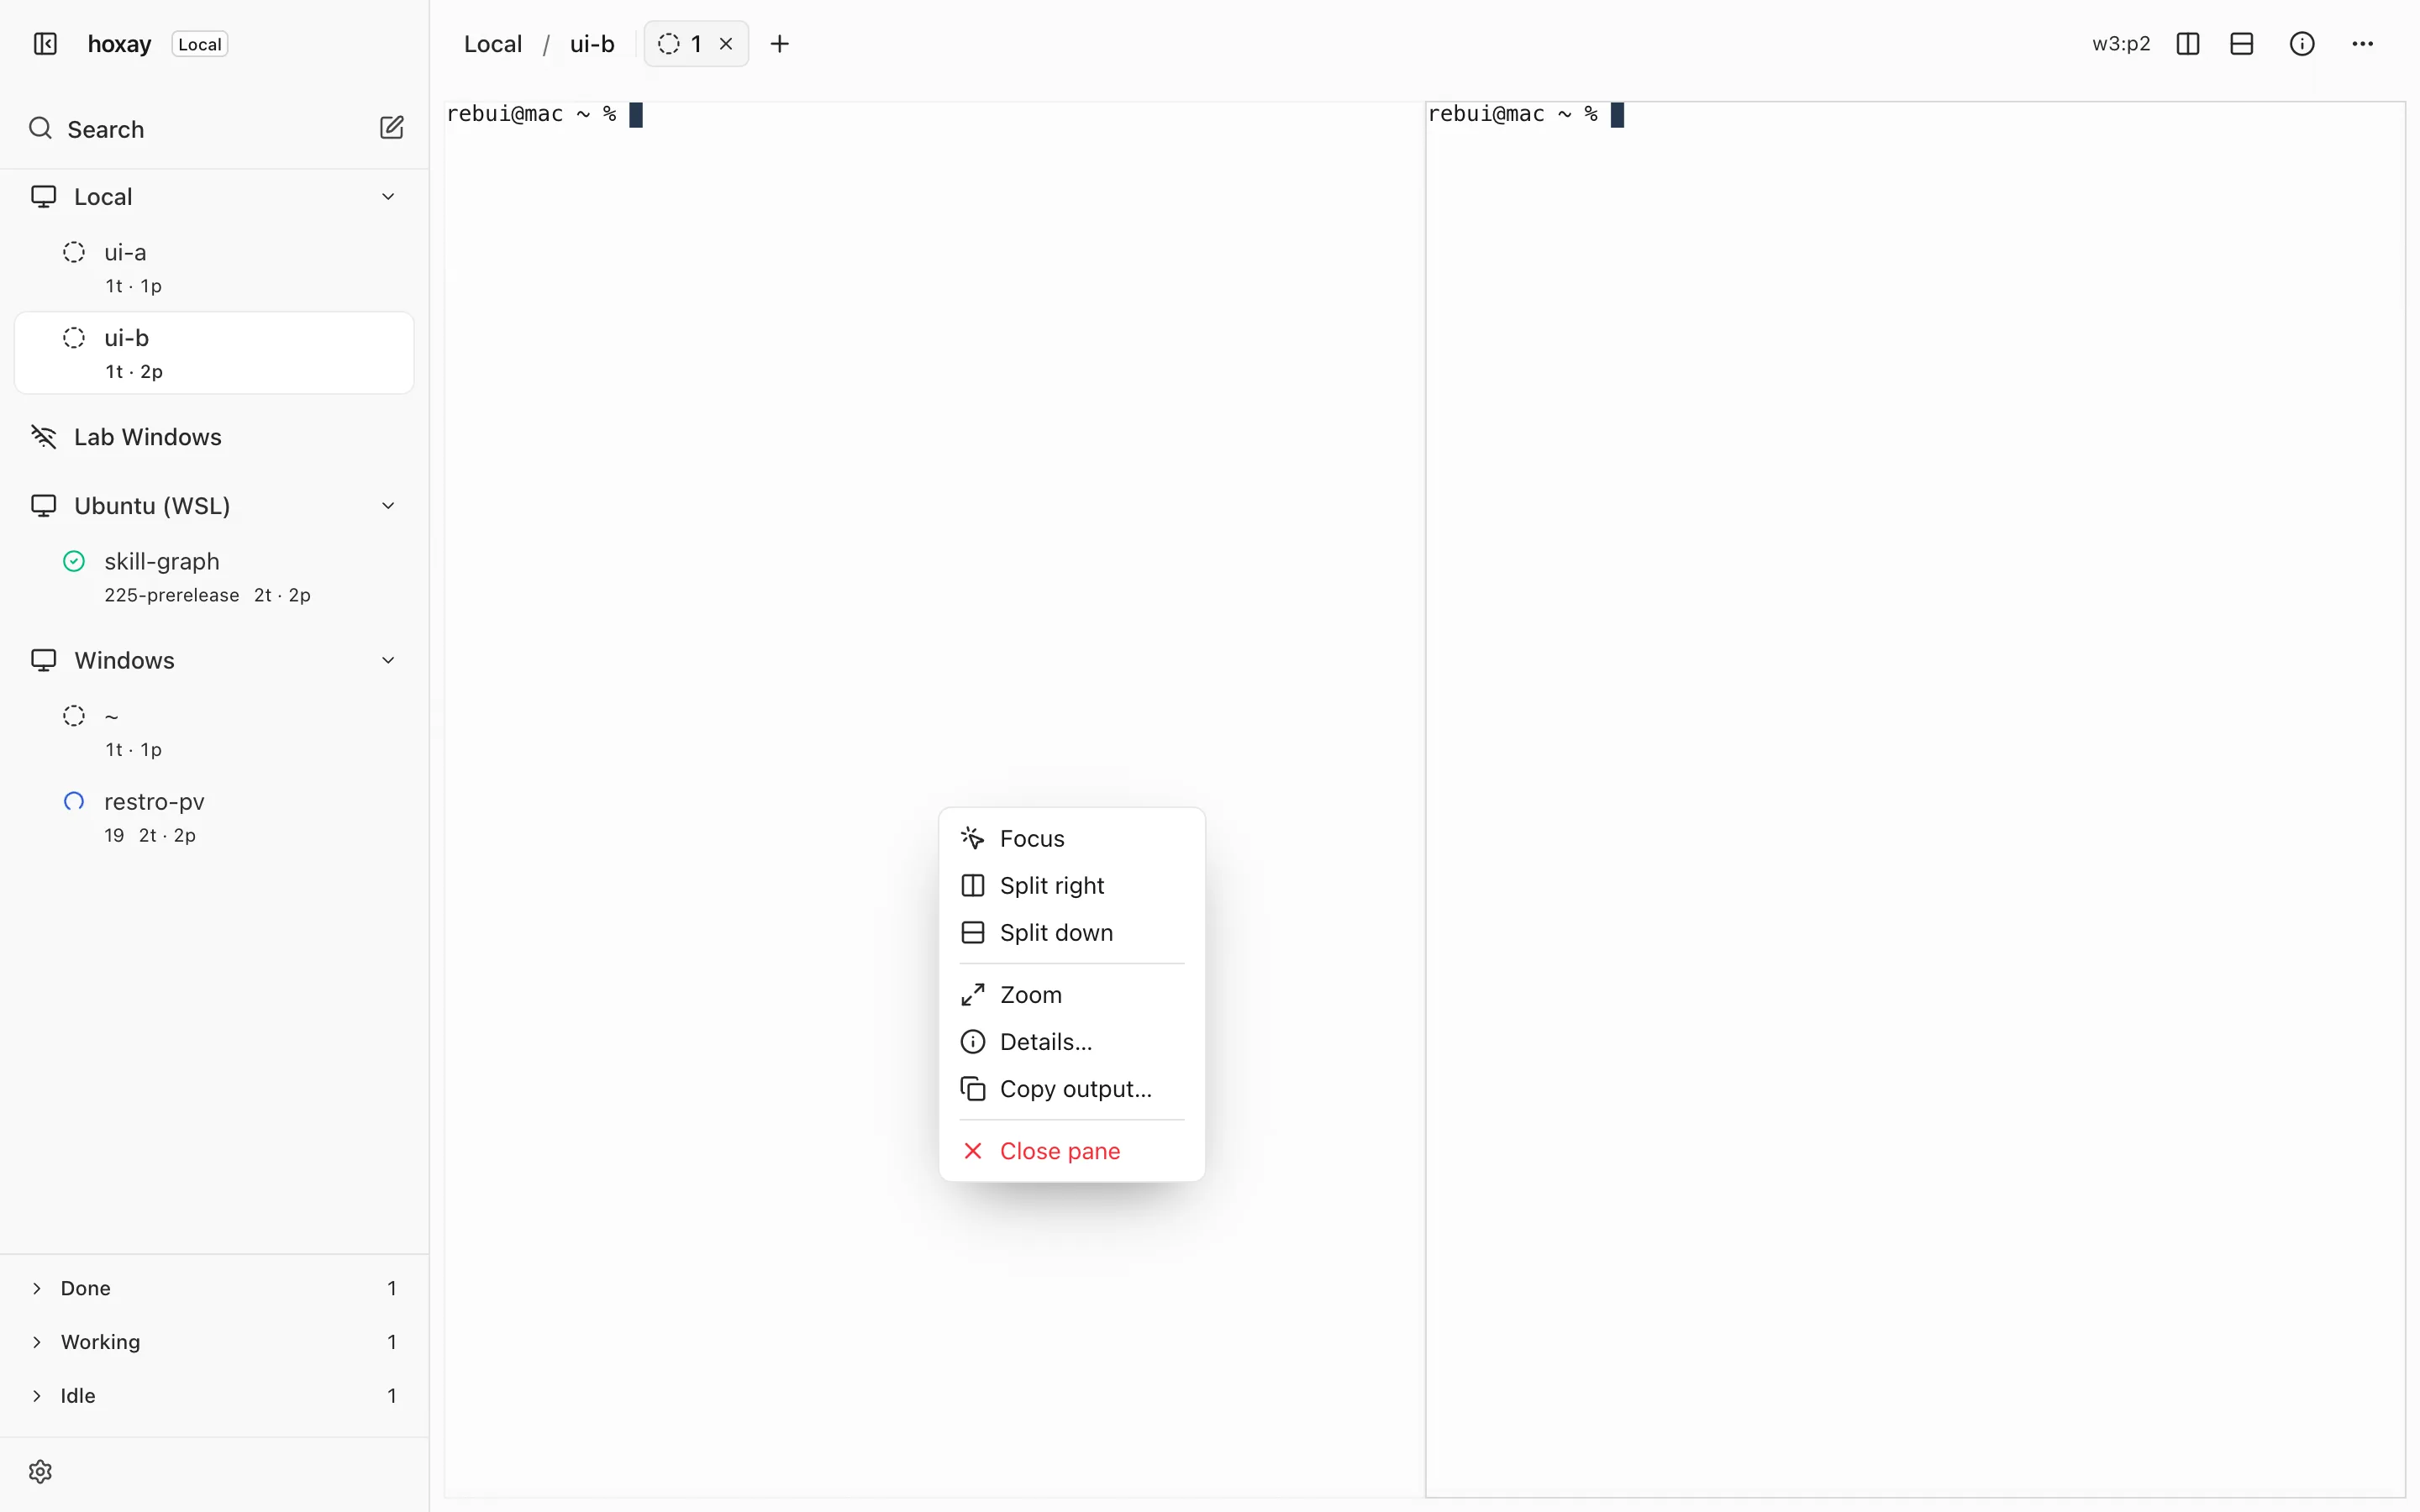 hoxay Local
Search
Local
ui-a
1t · 1p
ui-b
1t · 2p
Lab Windows
Ubuntu (WSL)
skill-graph
225-prerelease 2t · 2p
Windows
~
1t · 1p
restro-pv
19 2t · 2p
Done 1
Working 1
Idle 1
Local / ui-b 1
w3:p2
rebui@mac ~ %
rebui@mac ~ %
Focus
Split right
Split down
Zoom
Details...
Copy output...
Close pane